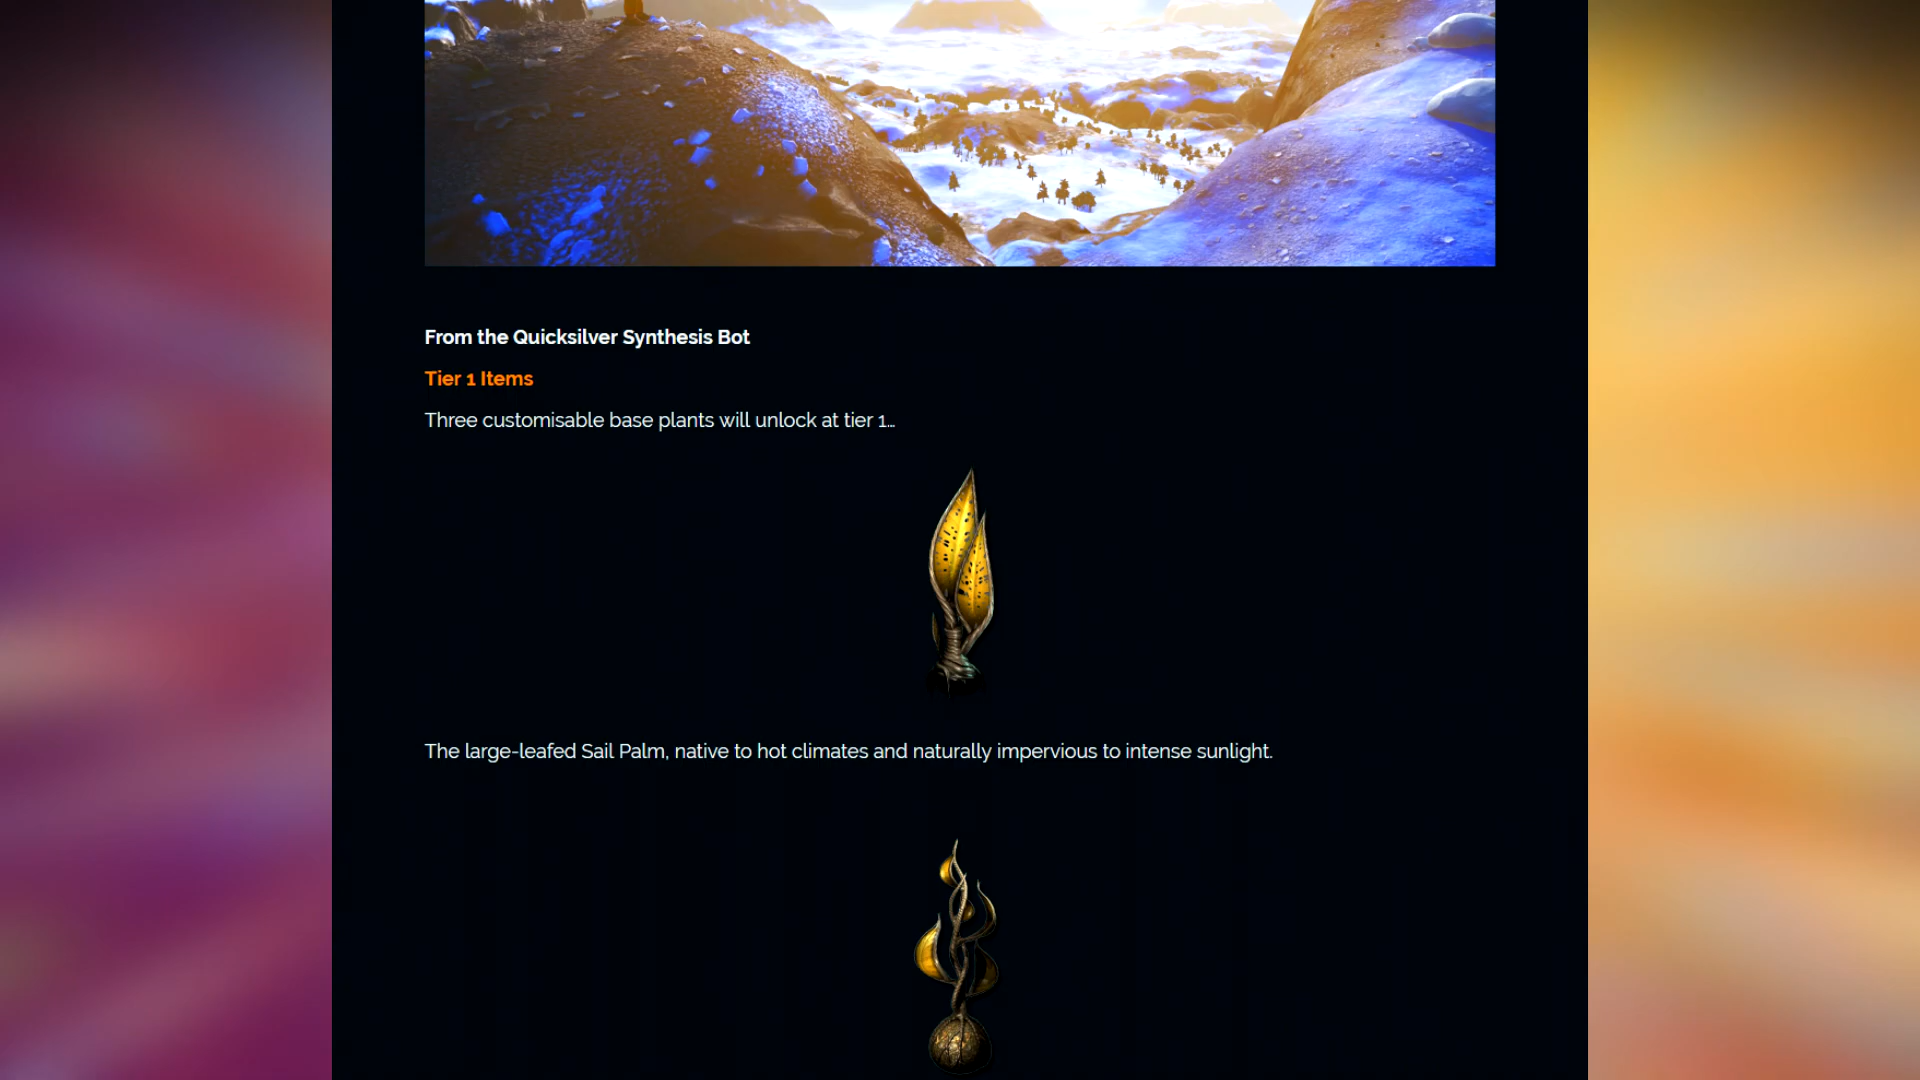 From the Quicksilver Synthesis Bot
Tier 1 Items
Three customisable base plants will unlock at tier 1...
The large-leafed Sail Palm, native to hot climates and naturally impervious to intense sunlight.